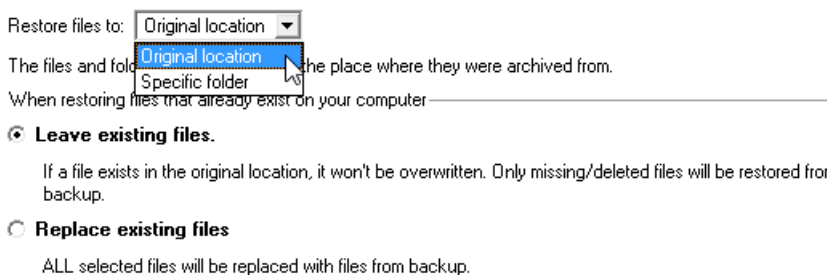 Restore files to: Original location
Original location
The files and fol the place where they were archived from.
Specific folder
When restoring files that already exist on your computer
Leave existing files.
If a file exists in the original location, it won't be overwritten. Only missing/deleted files will be restored
backup.
Replace existing files
ALL selected files will be replaced with files from backup.